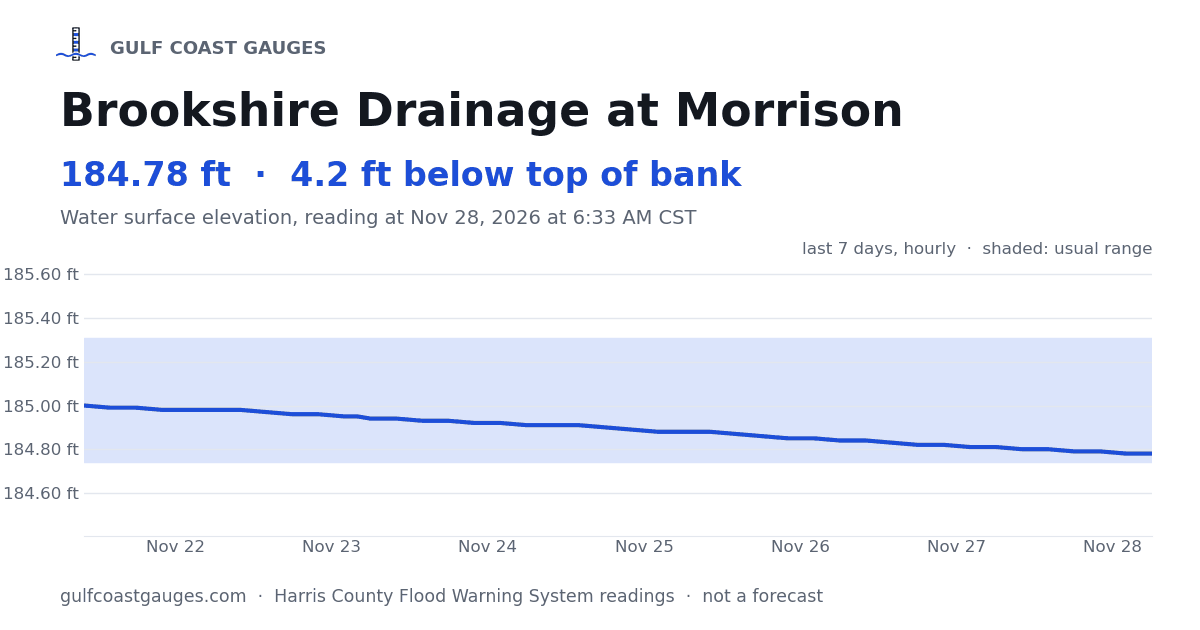 GULF COAST GAUGES
Brookshire Drainage at Morrison
184.78 ft · 4.2 ft below top of bank
Water surface elevation, reading at Nov 28, 2026 at 6:33 AM CST
last 7 days, hourly · shaded: usual range
185.60 ft
185.40 ft
185.20 ft
185.00 ft
184.80 ft
184.60 ft
Nov 22 Nov 23 Nov 24 Nov 25 Nov 26 Nov 27 Nov 28
gulfcoastgauges.com · Harris County Flood Warning System readings · not a forecast